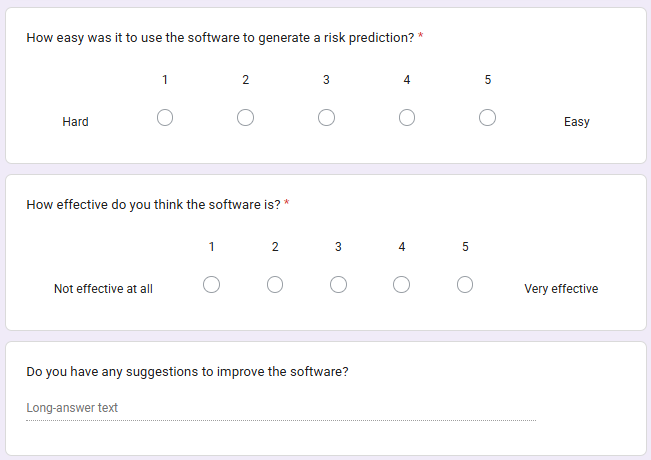 How easy was it to use the software to generate a risk prediction? *
1 2 3 4 5
Hard Easy
How effective do you think the software is? *
1 2 3 4 5
Not effective at all Very effective
Do you have any suggestions to improve the software?
Long-answer text